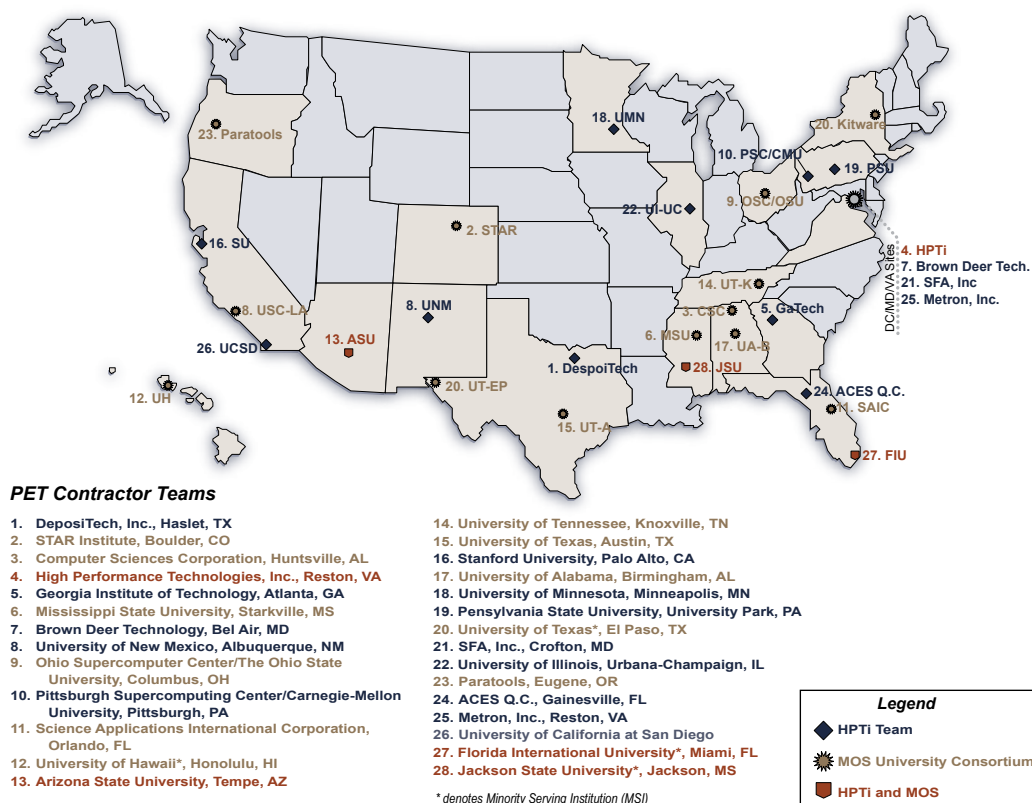 18. UMN
20. Kitware
23. Paratools
10. PSC/CMU
19. PSU
9. OSC/OSU
22. UI-UC
2. STAR
16. SU
DC/MD/VA Sites
4. HPTi
7. Brown Deer Tech.
21. SFA, Inc
25. Metron, Inc.
14. UT-K
8. USC-LA
8. UNM
3. CSC
5. GaTech
13. ASU
6. MSU
17. UA-B
26. UCSD
1. DespoiTech
28. JSU
20. UT-EP
24. ACES Q.C.
12. UH
11. SAIC
15. UT-A
27. FIU
PET Contractor Teams
1. DeposiTech, Inc., Haslet, TX
2. STAR Institute, Boulder, CO
3. Computer Sciences Corporation, Huntsville, AL
4. High Performance Technologies, Inc., Reston, VA
5. Georgia Institute of Technology, Atlanta, GA
6. Mississippi State University, Starkville, MS
7. Brown Deer Technology, Bel Air, MD
8. University of New Mexico, Albuquerque, NM
9. Ohio Supercomputer Center/The Ohio State
University, Columbus, OH
10. Pittsburgh Supercomputing Center/Carnegie-Mellon
University, Pittsburgh, PA
11. Science Applications International Corporation,
Orlando, FL
12. University of Hawaii*, Honolulu, HI
13. Arizona State University, Tempe, AZ
14. University of Tennessee, Knoxville, TN
15. University of Texas, Austin, TX
16. Stanford University, Palo Alto, CA
17. University of Alabama, Birmingham, AL
18. University of Minnesota, Minneapolis, MN
19. Pensylvania State University, University Park, PA
20. University of Texas*, El Paso, TX
21. SFA, Inc., Crofton, MD
22. University of Illinois, Urbana-Champaign, IL
23. Paratools, Eugene, OR
24. ACES Q.C., Gainesville, FL
25. Metron, Inc., Reston, VA
26. University of California at San Diego
27. Florida International University*, Miami, FL
28. Jackson State University*, Jackson, MS
* denotes Minority Serving Institution (MSI)
Legend
HPTi Team
MOS University Consortium
HPTi and MOS